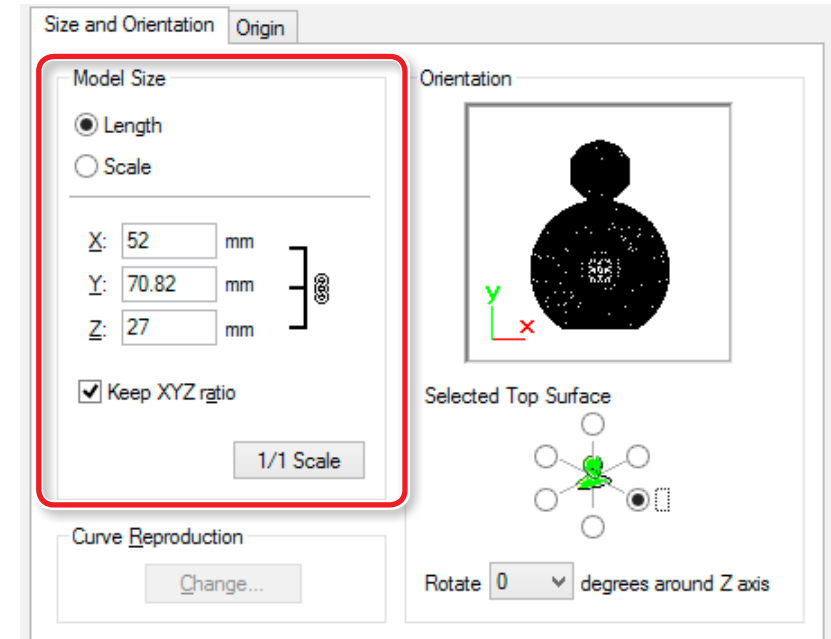 Size and Orientation
Origin
Model Size
Length
Scale
X: 52 mm
Y: 70.82 mm
Z: 27 mm
Keep XYZ ratio
1/1 Scale
Curve Reproduction
Change...
Orientation
y
x
Selected Top Surface
Rotate 0 degrees around Z axis